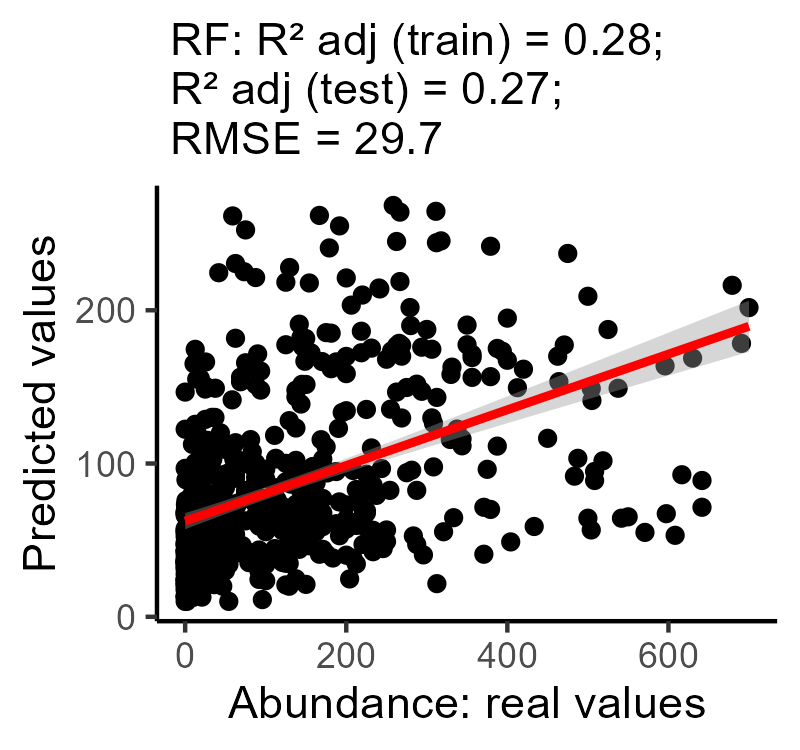 RF: R² adj (train) = 0.28;
R² adj (test) = 0.27;
RMSE = 29.7
Predicted values
200
100
0
0 200 400 600
Abundance: real values